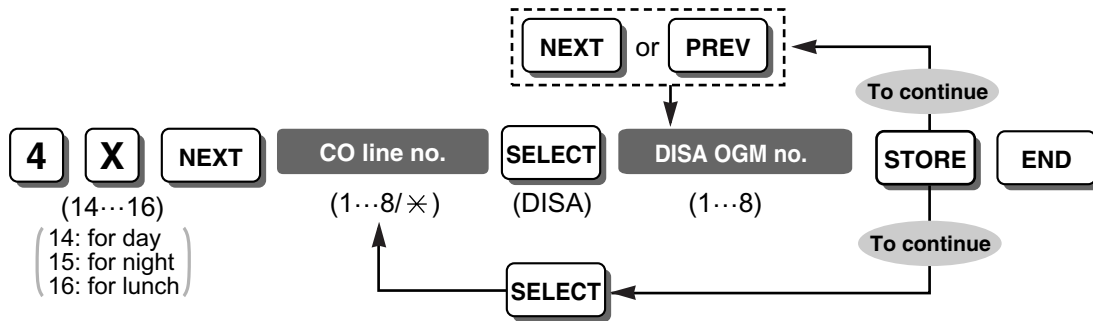 NEXT or PREV
To continue
4 X NEXT CO line no. SELECT DISA OGM no. STORE END
(14···16) (1···8/✳) (DISA) (1···8)
14: for day
15: for night
16: for lunch
To continue
SELECT